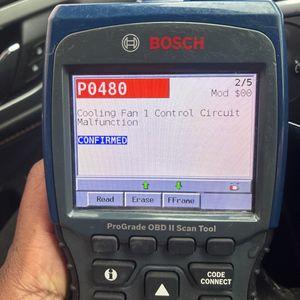 BOSCH
P0480
2/5
Mod $00
Cooling Fan 1 Control Circuit
Malfunction
CONFIRMED
Read
Erase
FFrame
ProGrade OBD II Scan Tool
CODE
CONNECT